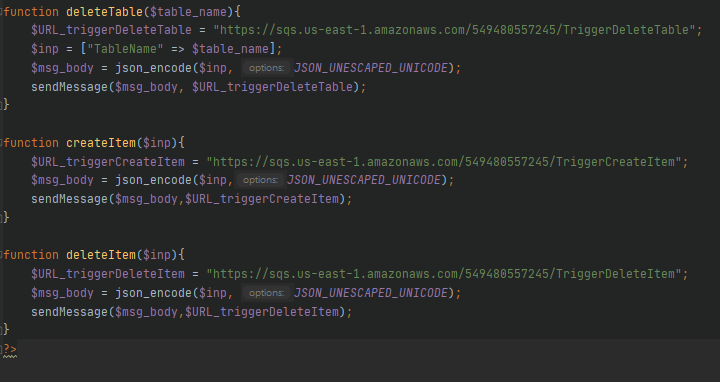 function deleteTable($table_name){
$URL_triggerDeleteTable = "https://sqs.us-east-1.amazonaws.com/549480557245/TriggerDeleteTable";
$inp = ["TableName" => $table_name];
$msg_body = json_encode($inp, options: JSON_UNESCAPED_UNICODE);
sendMessage($msg_body, $URL_triggerDeleteTable);
}
function createItem($inp){
$URL_triggerCreateItem = "https://sqs.us-east-1.amazonaws.com/549480557245/TriggerCreateItem";
$msg_body = json_encode($inp, options: JSON_UNESCAPED_UNICODE);
sendMessage($msg_body,$URL_triggerCreateItem);
}
function deleteItem($inp){
$URL_triggerDeleteItem = "https://sqs.us-east-1.amazonaws.com/549480557245/TriggerDeleteItem";
$msg_body = json_encode($inp, options: JSON_UNESCAPED_UNICODE);
sendMessage($msg_body,$URL_triggerDeleteItem);
}
?>